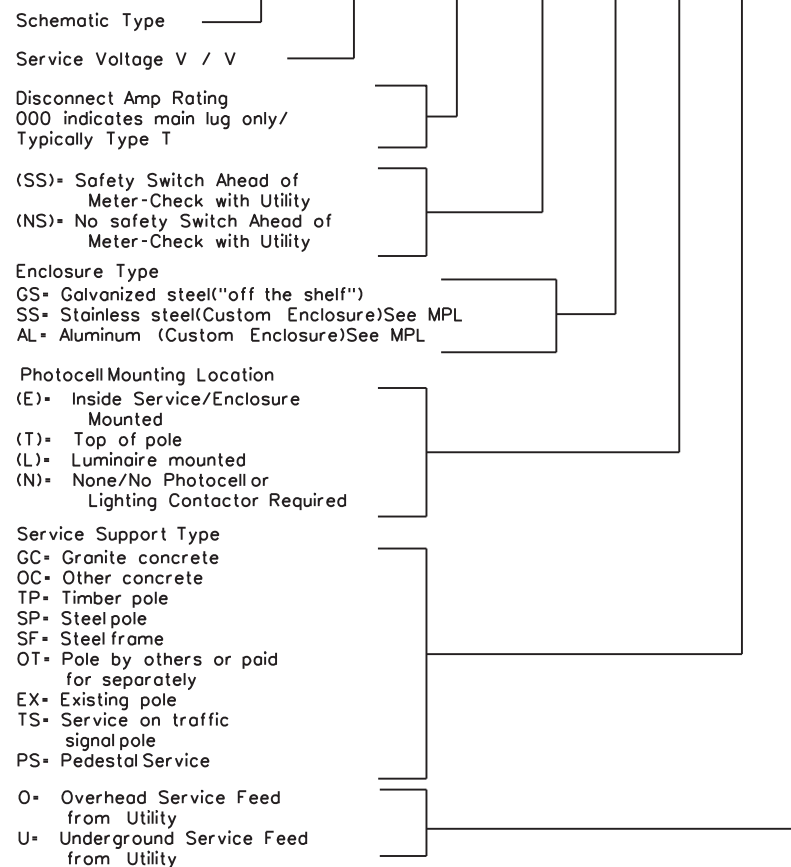 Schematic Type
Service Voltage V / V
Disconnect Amp Rating
000 indicates main lug only/
Typically Type T
(SS)= Safety Switch Ahead of
Meter-Check with Utility
(NS)= No safety Switch Ahead of
Meter-Check with Utility
Enclosure Type
GS= Galvanized steel("off the shelf")
SS= Stainless steel(Custom Enclosure)See MPL
AL= Aluminum (Custom Enclosure)See MPL
Photocell Mounting Location
(E)= Inside Service/Enclosure
Mounted
(T)= Top of pole
(L)= Luminaire mounted
(N)= None/No Photocell or
Lighting Contactor Required
Service Support Type
GC= Granite concrete
OC= Other concrete
TP= Timber pole
SP= Steel pole
SF= Steel frame
OT= Pole by others or paid
for separately
EX= Existing pole
TS= Service on traffic
signal pole
PS= Pedestal Service
O= Overhead Service Feed
from Utility
U= Underground Service Feed
from Utility